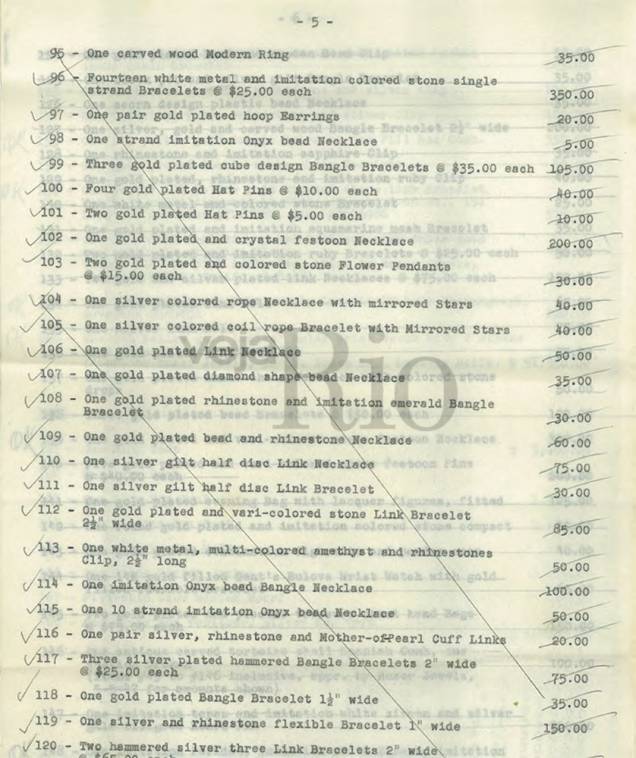 - 5 -
95 - One carved wood Modern Ring 35.00
96 - Fourteen white metal and imitation colored stone single
strand Bracelets @ $25.00 each 350.00
97 - One pair gold plated hoop Earrings 20.00
98 - One strand imitation Onyx bead Necklace 5.00
99 - Three gold plated cube design Bangle Bracelets @ $35.00 each 105.00
100 - Four gold plated Hat Pins @ $10.00 each 40.00
101 - Two gold plated Hat Pins @ $5.00 each 10.00
102 - One gold plated and crystal festoon Necklace 200.00
103 - Two gold plated and colored stone Flower Pendants
@ $15.00 each 30.00
104 - One silver colored rope Necklace with mirrored Stars 40.00
105 - One silver colored coil rope Bracelet with Mirrored Stars 40.00
106 - One gold plated Link Necklace 50.00
107 - One gold plated diamond shape bead Necklace 35.00
108 - One gold plated rhinestone and imitation emerald Bangle
Bracelet 30.00
veja Rio
109 - One gold plated bead and rhinestone Necklace 60.00
110 - One silver gilt half disc Link Necklace 75.00
111 - One silver gilt half disc Link Bracelet 30.00
112 - One gold plated and vari-colored stone Link Bracelet
2½" wide 85.00
113 - One white metal, multi-colored amethyst and rhinestones
Clip, 2½" long 50.00
114 - One imitation Onyx boad Bangle Necklace 100.00
115 - One 10 strand imitation Onyx bead Necklace 50.00
116 - One pair silver, rhinestone and Mother-of-Pearl Cuff Links 20.00
117 - Three silver plated hammered Bangle Bracelets 2" wide
@ $25.00 each 75.00
118 - One gold plated Bangle Bracelet 1½" wide 35.00
119 - One silver and rhinestone flexible Bracelet 1" wide 150.00
120 - Two hammered silver three Link Bracelets 2" wide
@ $65.00 each